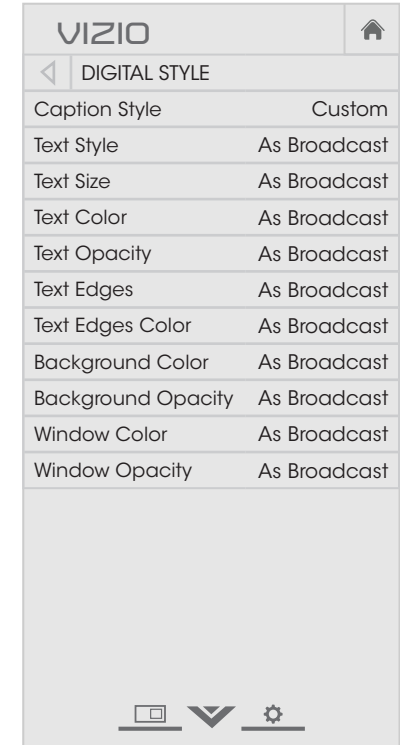 VIZIO
DIGITAL STYLE
Caption Style Custom
Text Style As Broadcast
Text Size As Broadcast
Text Color As Broadcast
Text Opacity As Broadcast
Text Edges As Broadcast
Text Edges Color As Broadcast
Background Color As Broadcast
Background Opacity As Broadcast
Window Color As Broadcast
Window Opacity As Broadcast